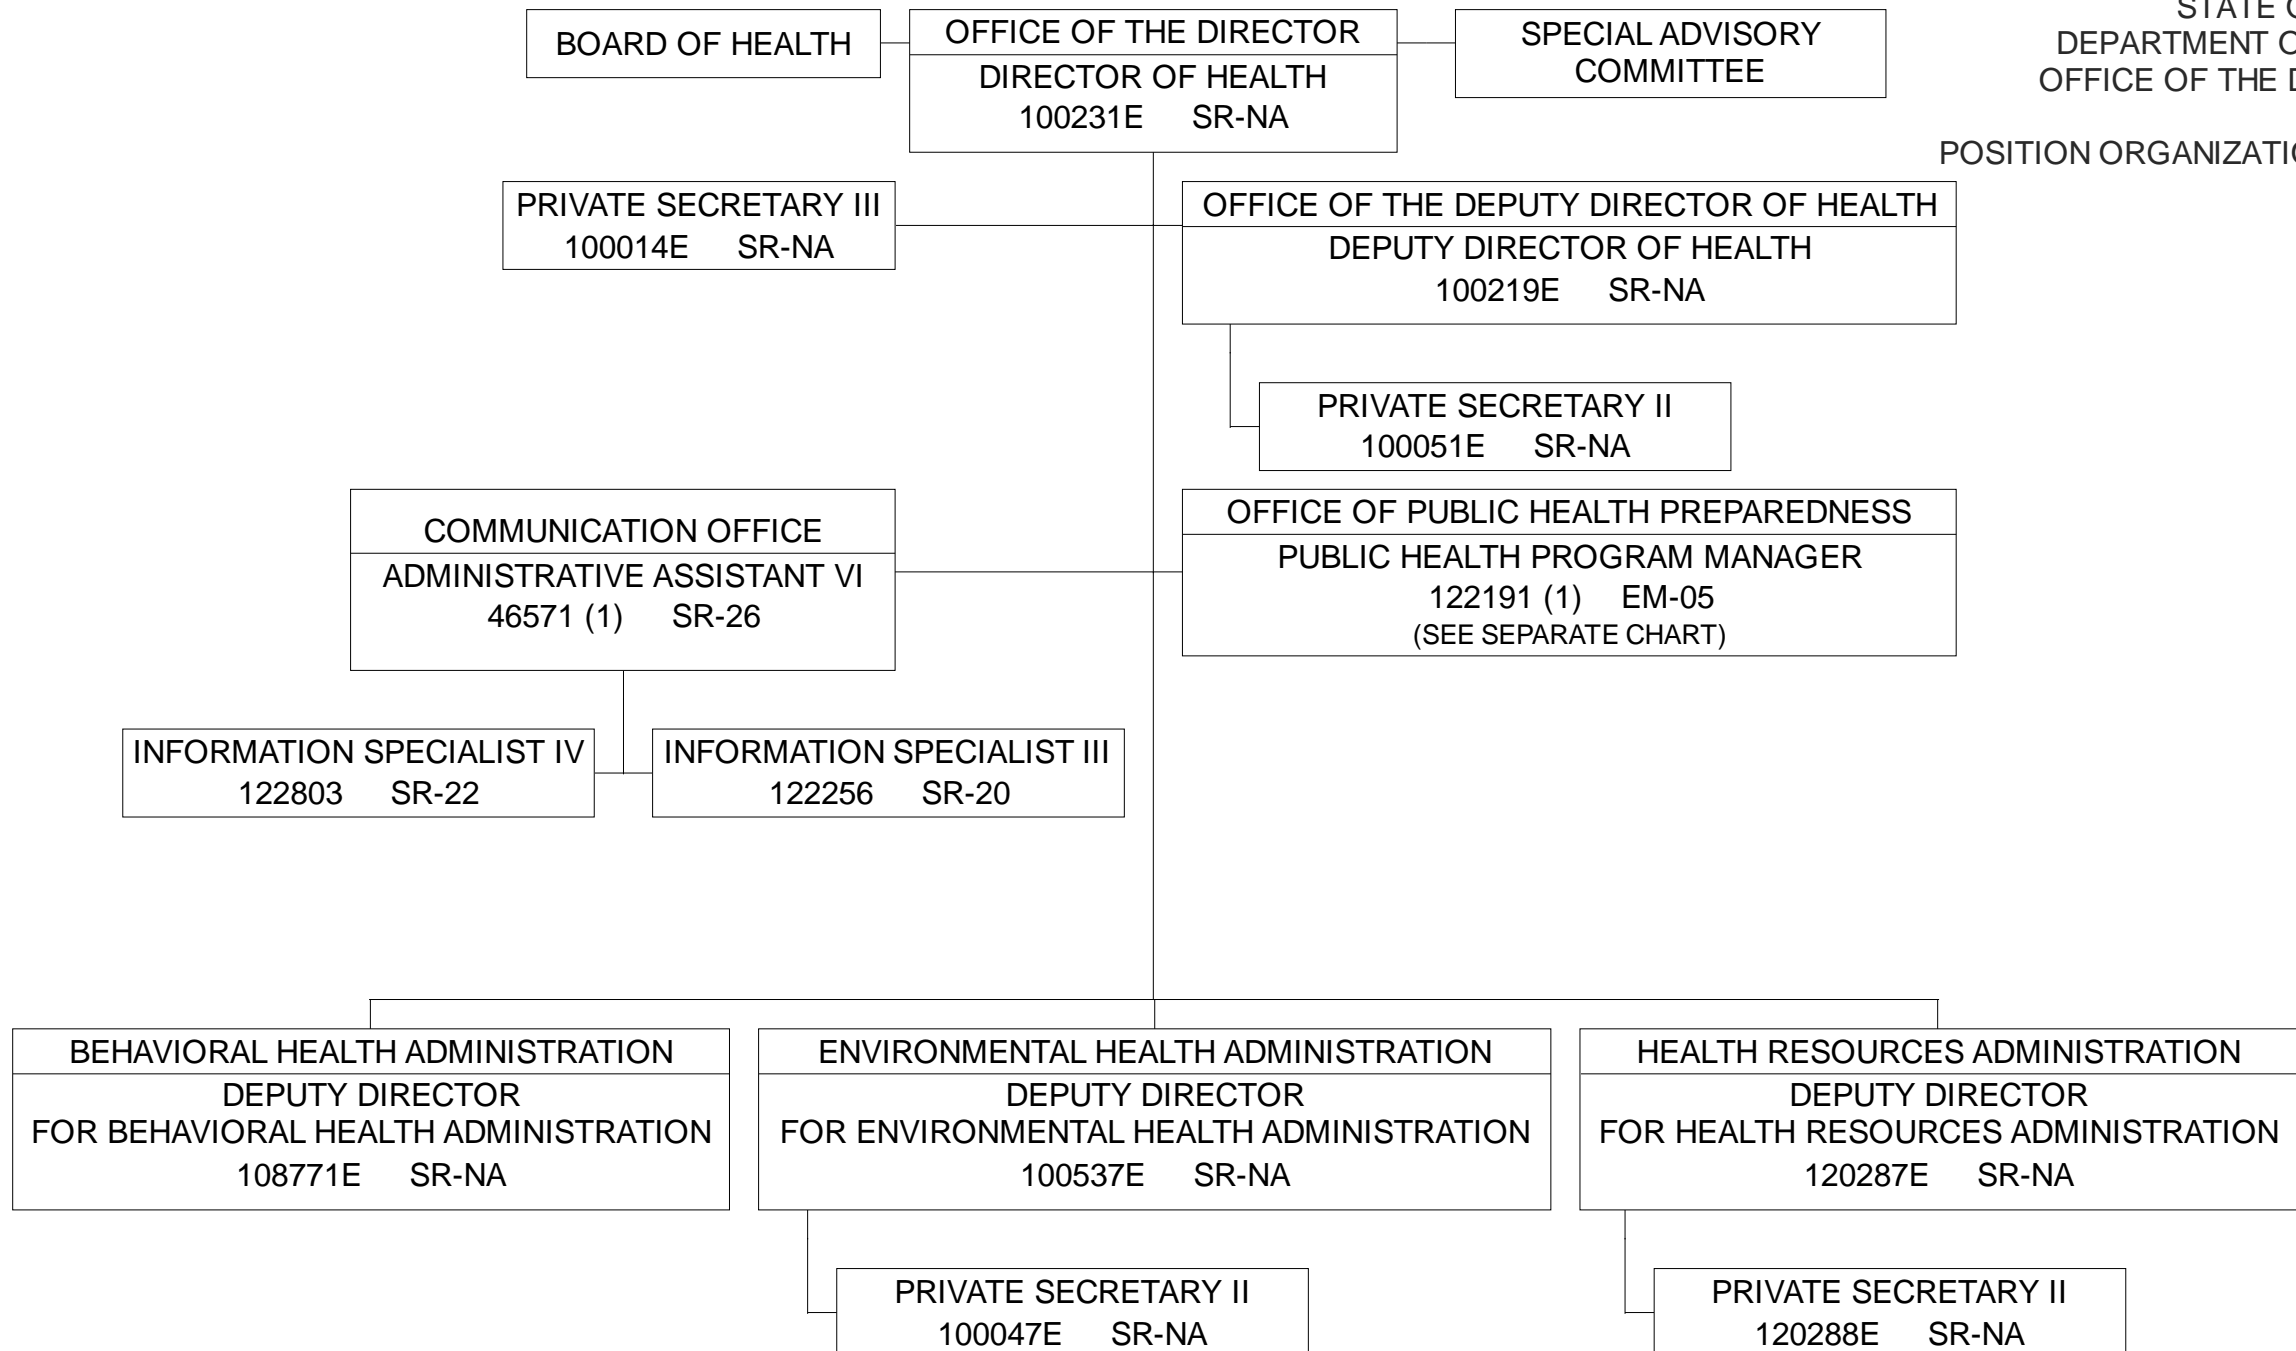 BOARD OF HEALTH
OFFICE OF THE DIRECTOR
DIRECTOR OF HEALTH
100231E SR-NA
SPECIAL ADVISORY
COMMITTEE
STATE
DEPARTMENT
OFFICE OF THE
POSITION
PRIVATE SECRETARY III
100014E SR-NA
OFFICE OF THE DEPUTY DIRECTOR OF HEALTH
DEPUTY DIRECTOR OF HEALTH
100219E SR-NA
PRIVATE SECRETARY II
100051E SR-NA
COMMUNICATION OFFICE
ADMINISTRATIVE ASSISTANT VI
46571 (1) SR-26
OFFICE OF PUBLIC HEALTH PREPAREDNESS
PUBLIC HEALTH PROGRAM MANAGER
122191 (1) EM-05
(SEE SEPARATE CHART)
INFORMATION SPECIALIST IV
122803 SR-22
INFORMATION SPECIALIST III
122256 SR-20
BEHAVIORAL HEALTH ADMINISTRATION
DEPUTY DIRECTOR
FOR BEHAVIORAL HEALTH ADMINISTRATION
108771E SR-NA
ENVIRONMENTAL HEALTH ADMINISTRATION
DEPUTY DIRECTOR
FOR ENVIRONMENTAL HEALTH ADMINISTRATION
100537E SR-NA
HEALTH RESOURCES ADMINISTRATION
DEPUTY DIRECTOR
FOR HEALTH RESOURCES ADMINISTRATION
120287E SR-NA
PRIVATE SECRETARY II
100047E SR-NA
PRIVATE SECRETARY II
120288E SR-NA